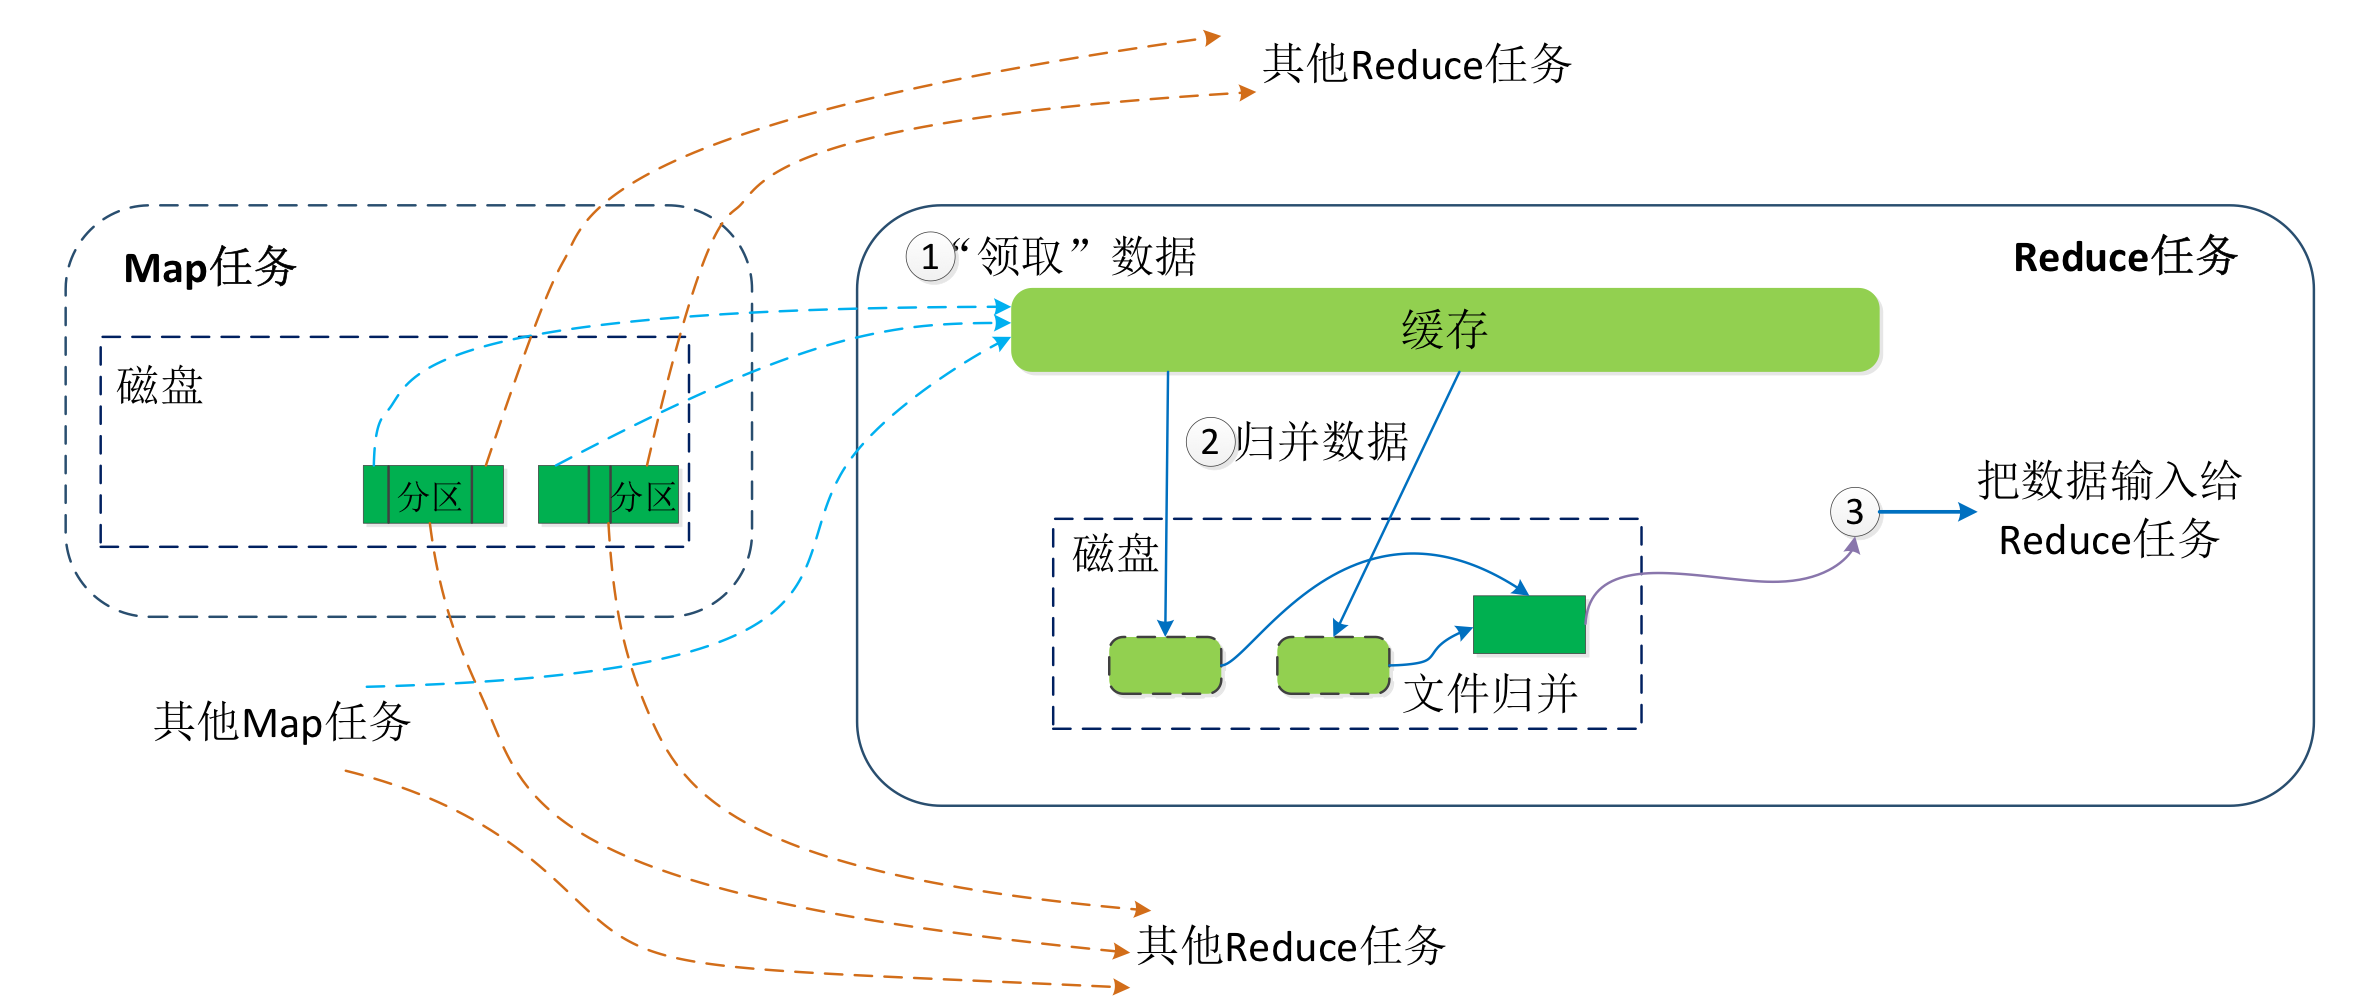 其他Reduce任务
Map任务
磁盘
分区
分区
其他Map任务
1 “领取”数据
Reduce任务
缓存
2 归并数据
磁盘
文件归并
3
把数据输入给
Reduce任务
其他Reduce任务